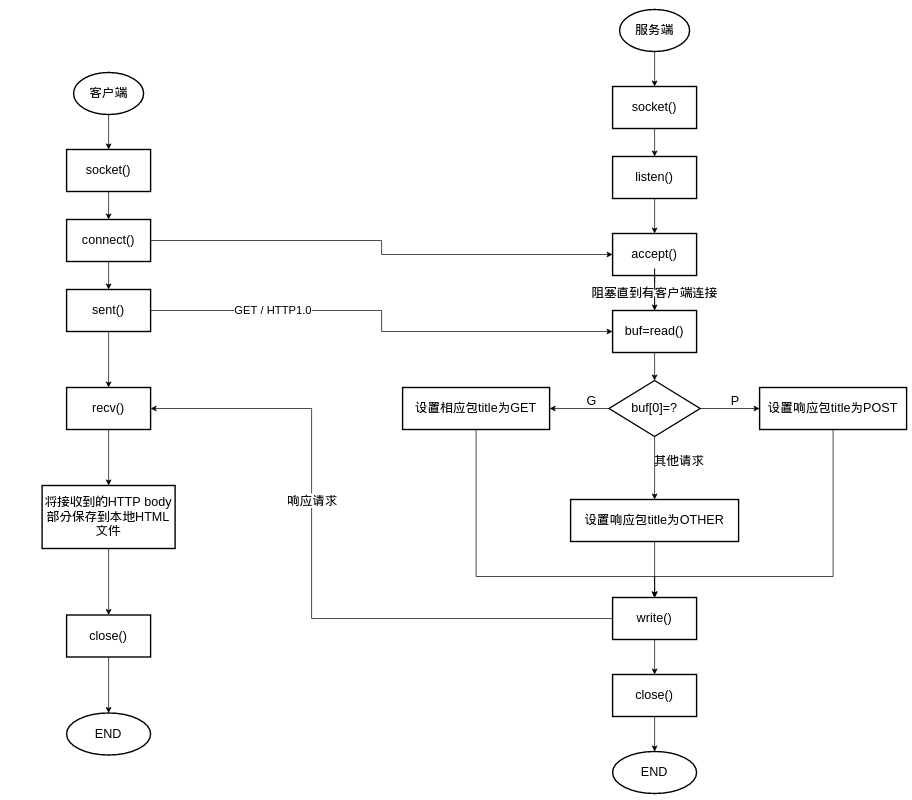 服务端
客户端
socket()
socket()
listen()
connect()
accept()
阻塞直到有客户端连接
sent()
GET / HTTP1.0
buf=read()
recv()
设置相应包title为GET
G
buf[0]=?
P
设置响应包title为POST
其他请求
将接收到的HTTP body
部分保存到本地HTML
文件
响应请求
设置响应包title为OTHER
write()
close()
close()
END
END